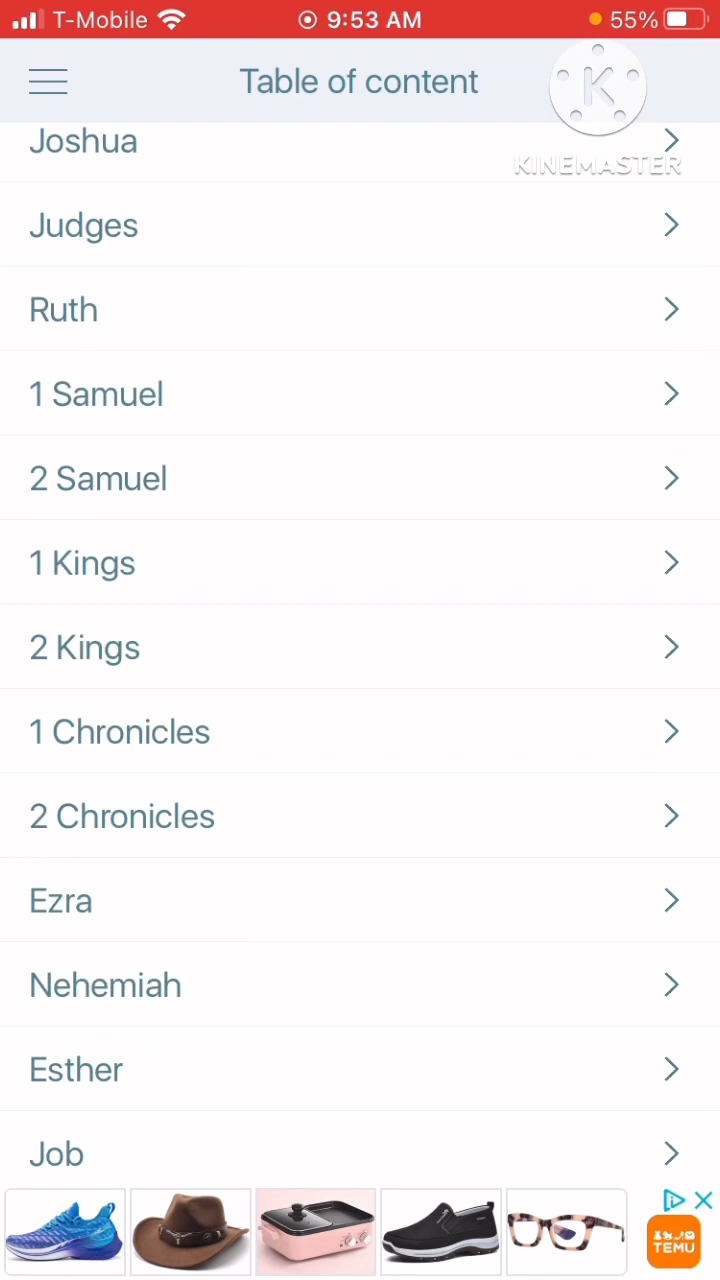 T-Mobile 9:53 AM 55%
Table of content
K
KINEMASTER
Joshua
Judges
Ruth
1 Samuel
2 Samuel
1 Kings
2 Kings
1 Chronicles
2 Chronicles
Ezra
Nehemiah
Esther
Job
TEMU